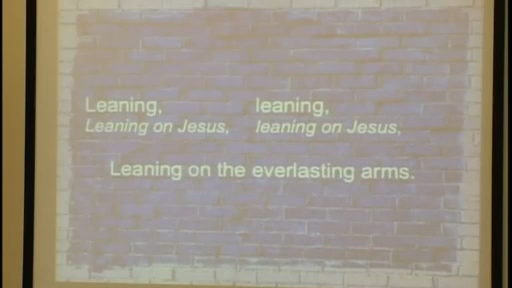 Leaning, leaning,
Leaning on Jesus, leaning on Jesus,
Leaning on the everlasting arms.